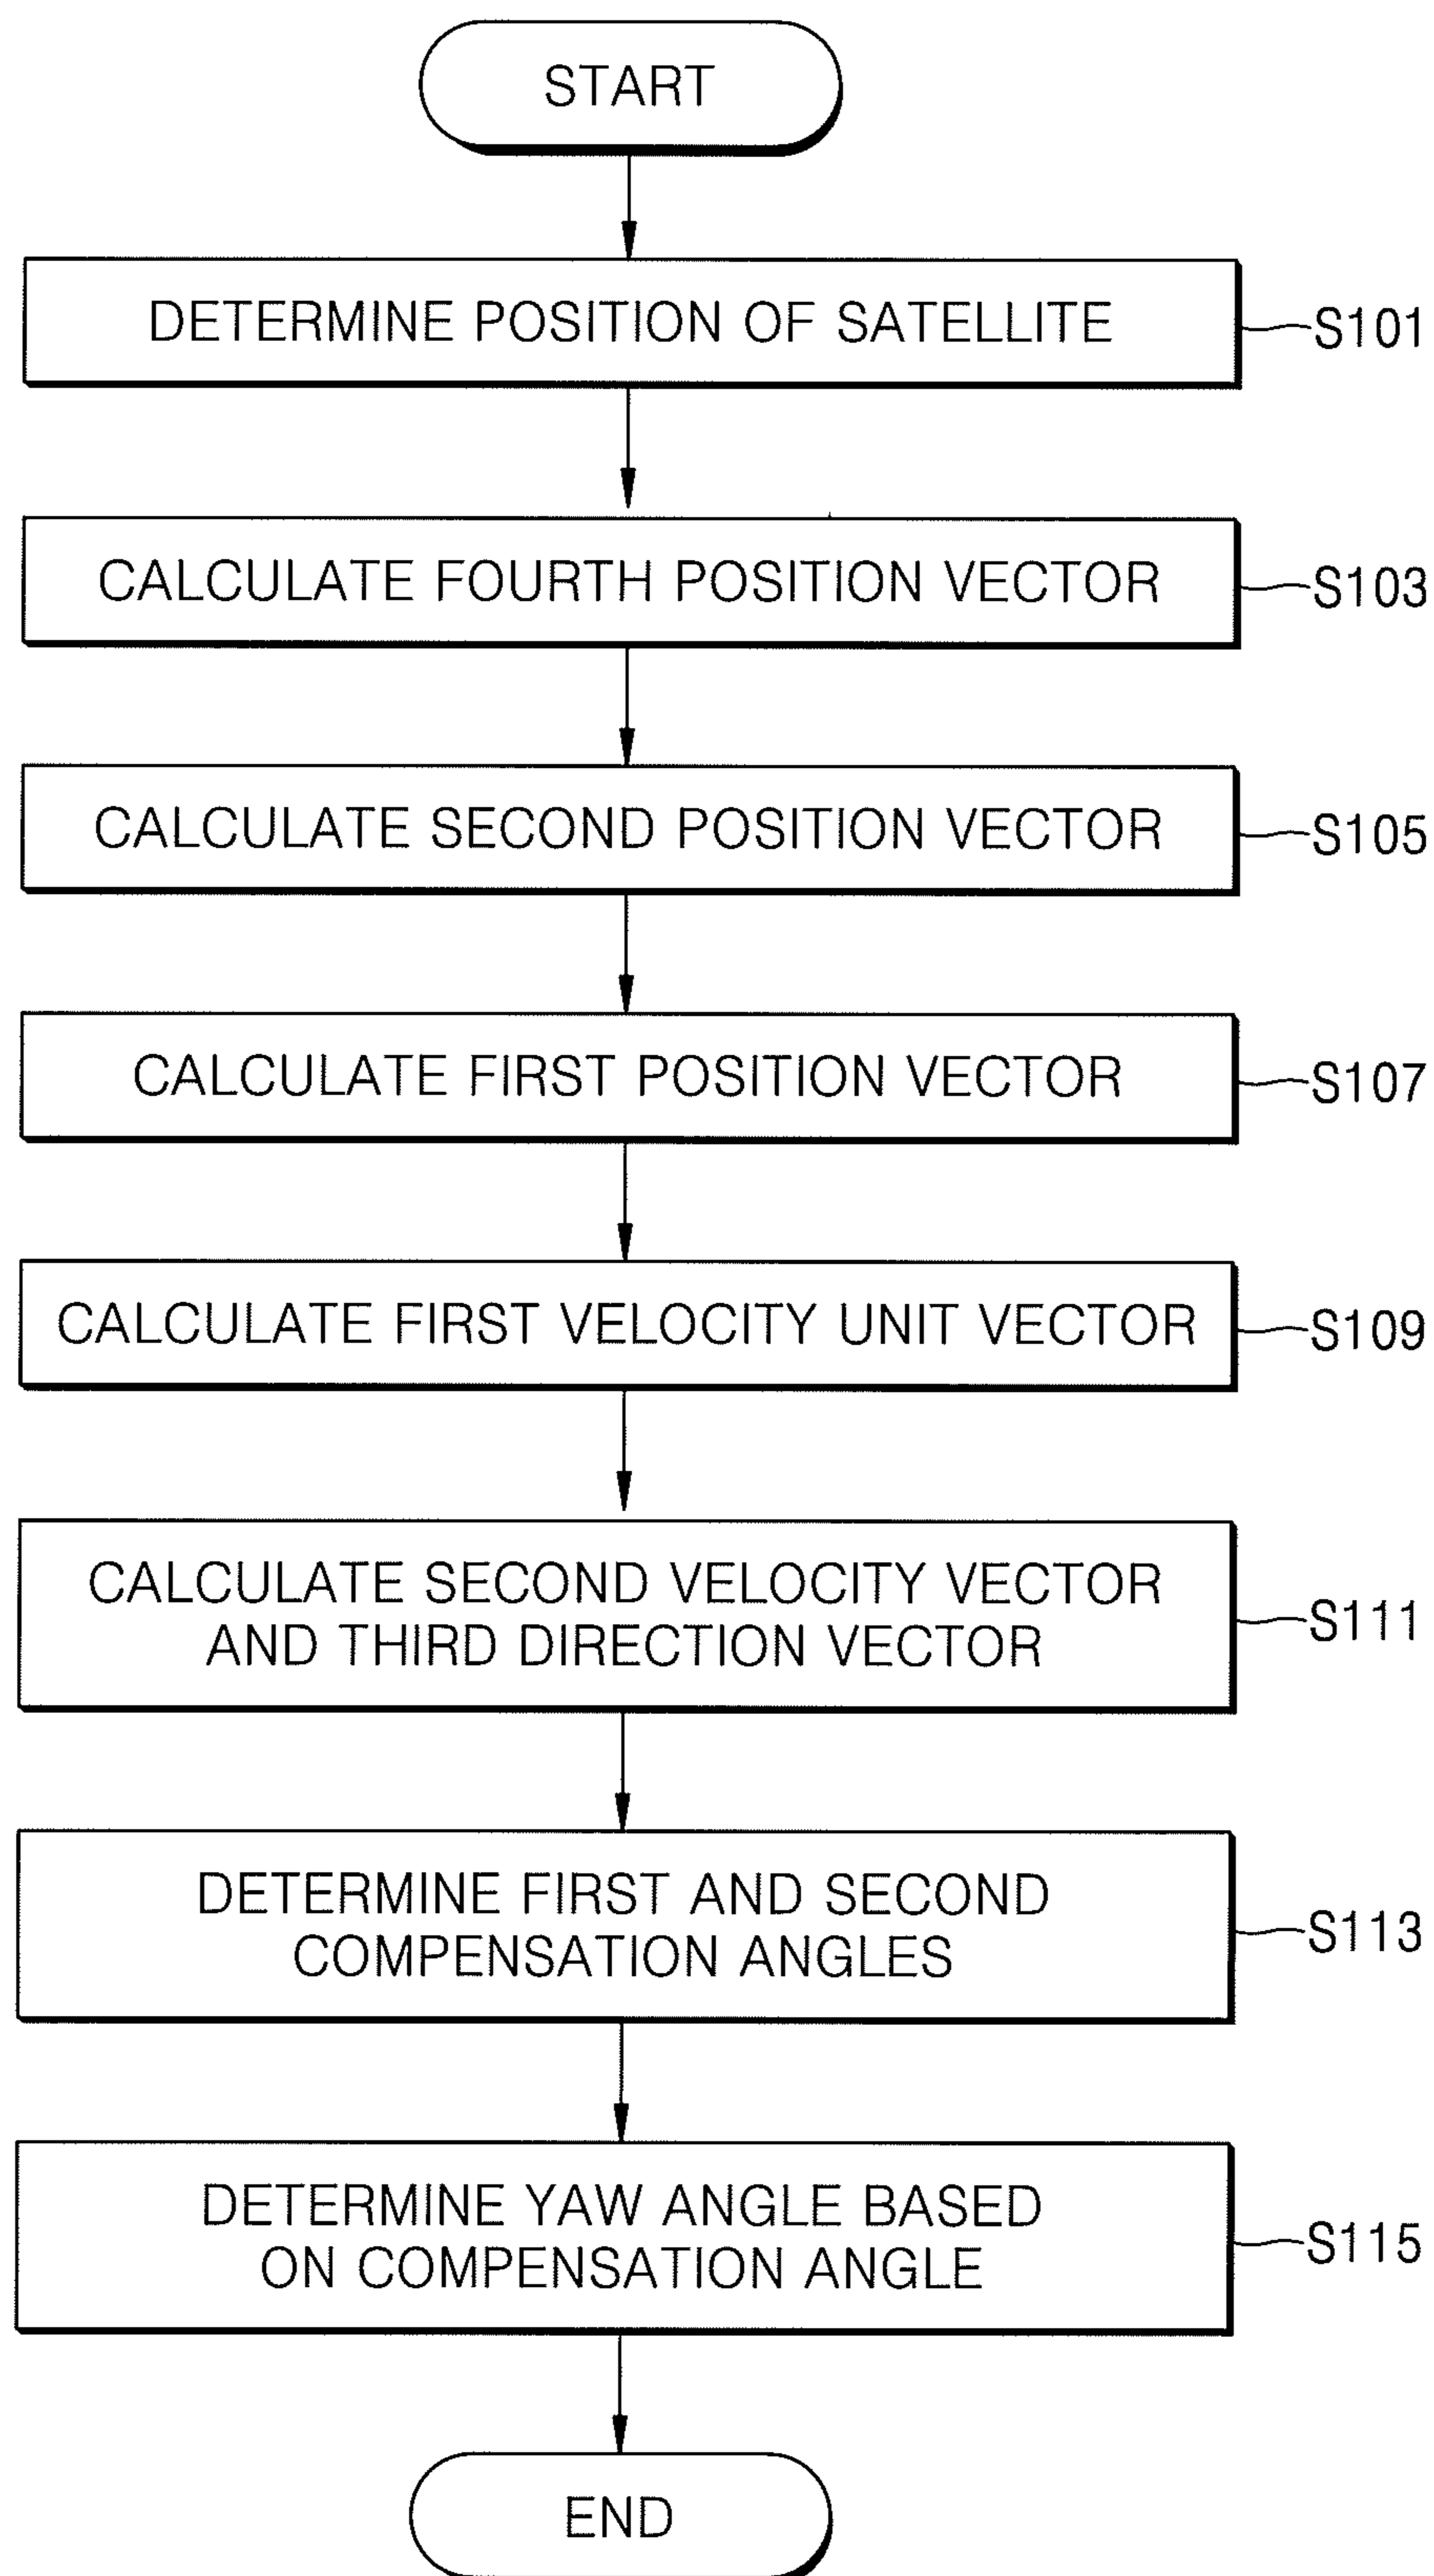 START
DETERMINE POSITION OF SATELLITE
S101
CALCULATE FOURTH POSITION VECTOR
S103
CALCULATE SECOND POSITION VECTOR
S105
CALCULATE FIRST POSITION VECTOR
S107
CALCULATE FIRST VELOCITY UNIT VECTOR
S109
CALCULATE SECOND VELOCITY VECTOR
AND THIRD DIRECTION VECTOR
S111
DETERMINE FIRST AND SECOND
COMPENSATION ANGLES
S113
DETERMINE YAW ANGLE BASED
ON COMPENSATION ANGLE
S115
END